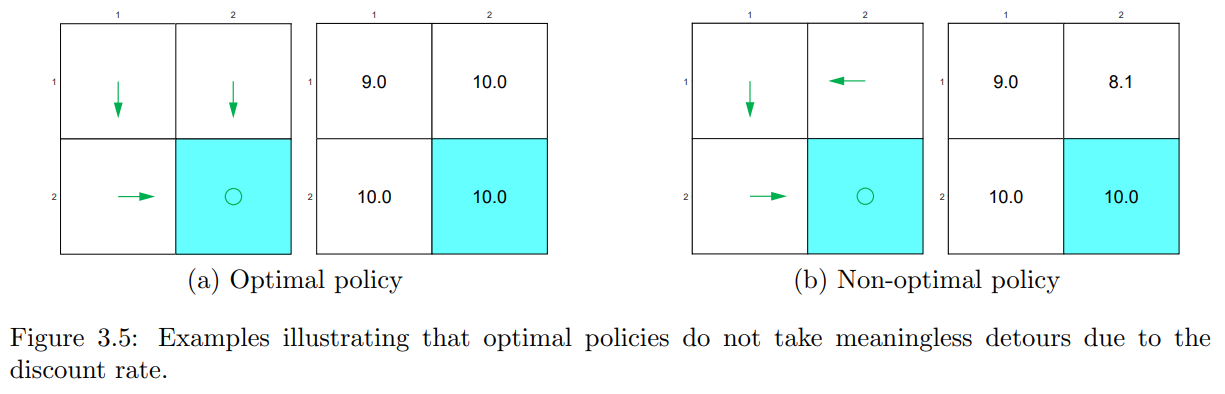 1 2 1 2 1 2 1 2
1 1 9.0 10.0 1 1 9.0 8.1
2 2 10.0 10.0 2 2 10.0 10.0
(a) Optimal policy (b) Non-optimal policy
Figure 3.5: Examples illustrating that optimal policies do not take meaningless detours due to the
discount rate.